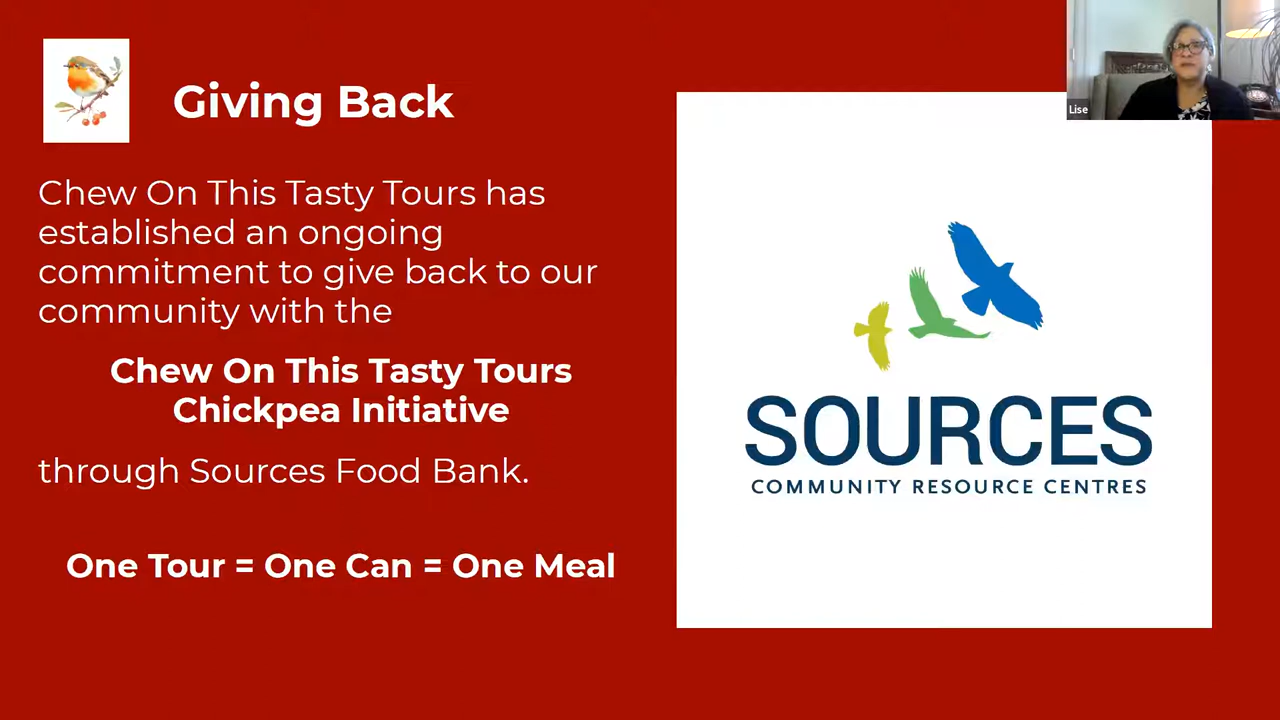 Giving Back
Chew On This Tasty Tours has
established an ongoing
commitment to give back to our
community with the
Chew On This Tasty Tours
Chickpea Initiative
through Sources Food Bank.
One Tour = One Can = One Meal
SOURCES
COMMUNITY RESOURCE CENTRES
Lise